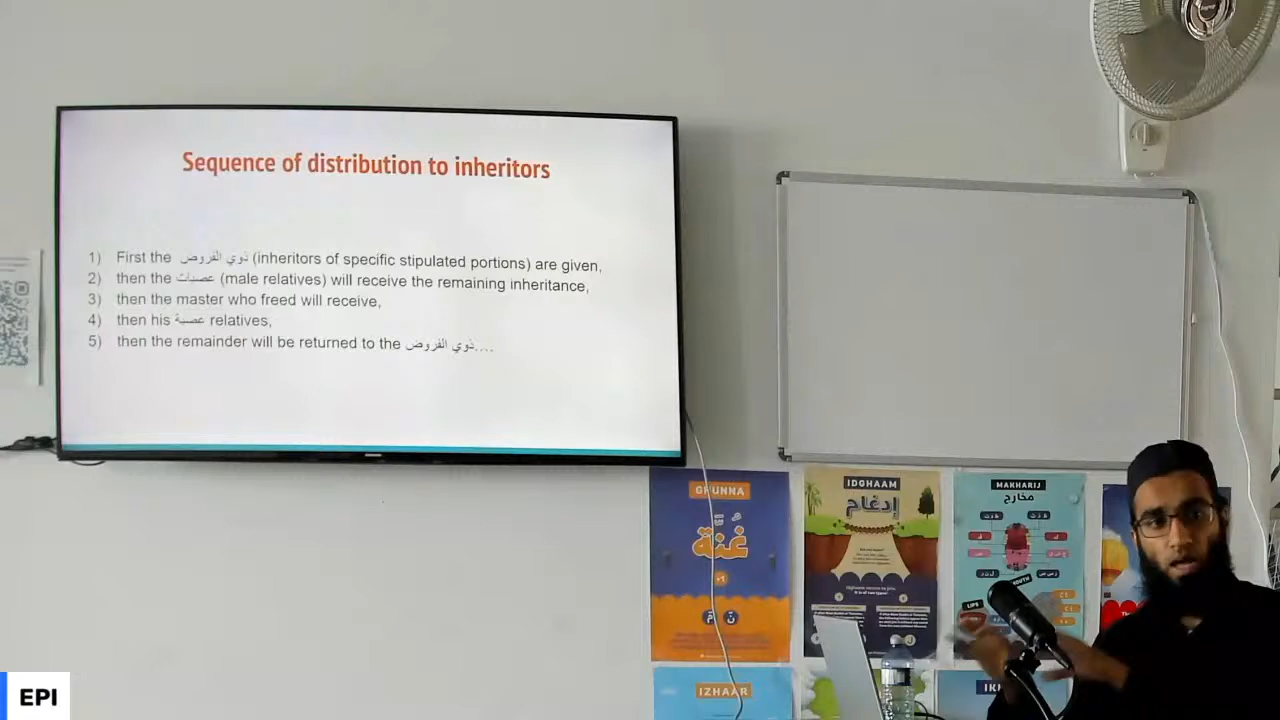 Sequence of distribution to inheritors
1) First the ذوي الفروض (inheritors of specific stipulated portions) are given,
2) then the عصبات (male relatives) will receive the remaining inheritance,
3) then the master who freed will receive,
4) then his عصبة relatives,
5) then the remainder will be returned to the ذوي الفروض....
GHUNNA
غُنَّة
IDGHAAM
إدغام
MAKHARIJ
مخارج
MOUTH
LIPS
IZHAAR
EPI